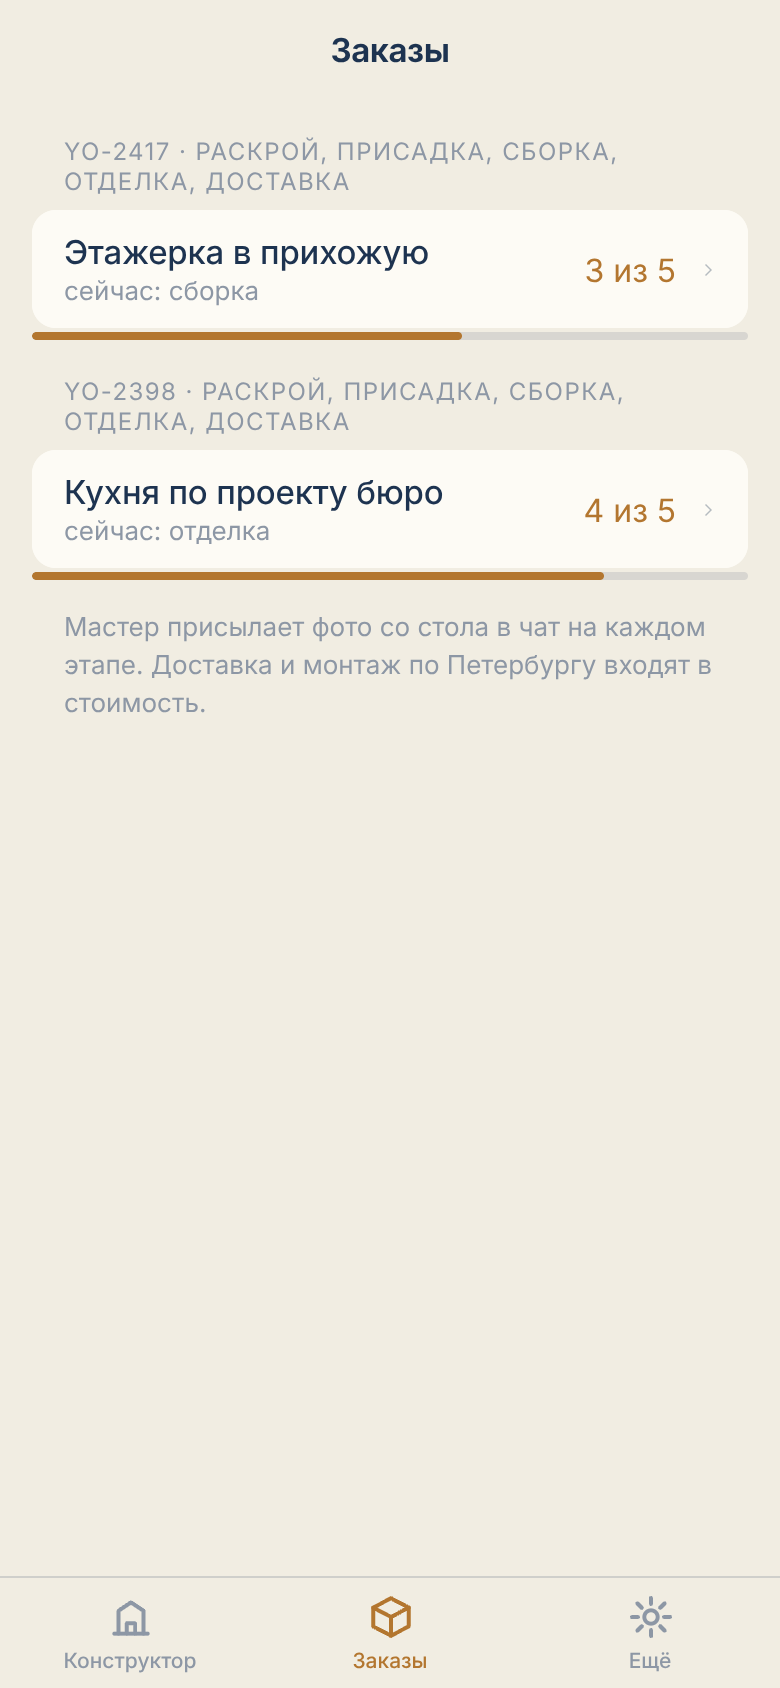 Заказы
YO-2417 · РАСКРОЙ, ПРИСАДКА, СБОРКА,
ОТДЕЛКА, ДОСТАВКА
Этажерка в прихожую
сейчас: сборка
3 из 5
YO-2398 · РАСКРОЙ, ПРИСАДКА, СБОРКА,
ОТДЕЛКА, ДОСТАВКА
Кухня по проекту бюро
сейчас: отделка
4 из 5
Мастер присылает фото со стола в чат на каждом
этапе. Доставка и монтаж по Петербургу входят в
стоимость.
Конструктор
Заказы
Ещё